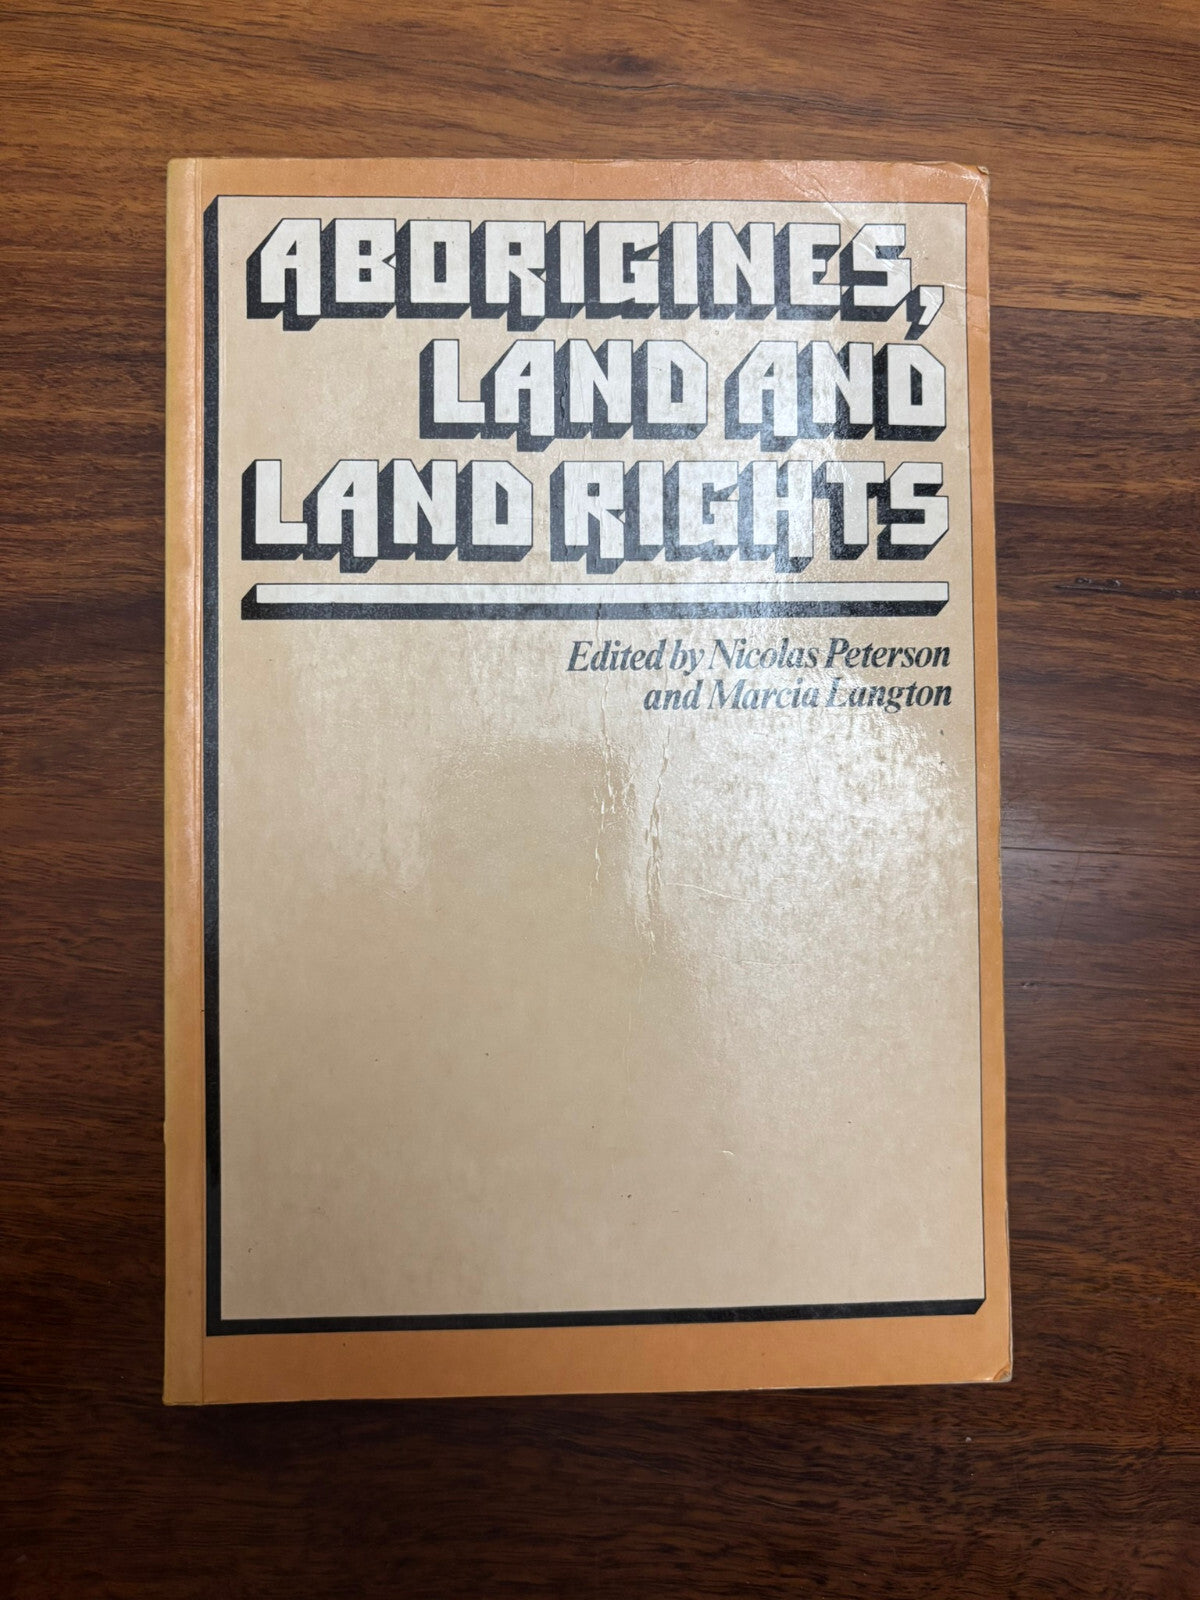 ABORIGINES,
LAND AND
LAND RIGHTS
Edited by Nicolas Peterson
and Marcia Langton